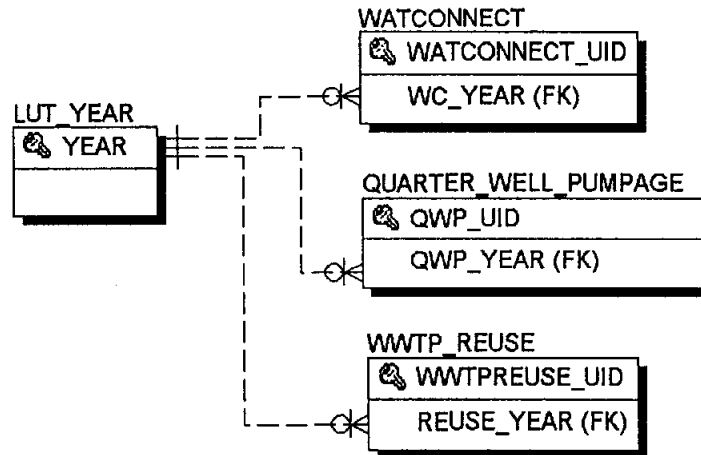 WATCONNECT
WATCONNECT_UID
WC_YEAR (FK)
LUT_YEAR
YEAR
QUARTER_WELL_PUMPAGE
QWP_UID
QWP_YEAR (FK)
WWTP_REUSE
WWTPREUSE_UID
REUSE_YEAR (FK)